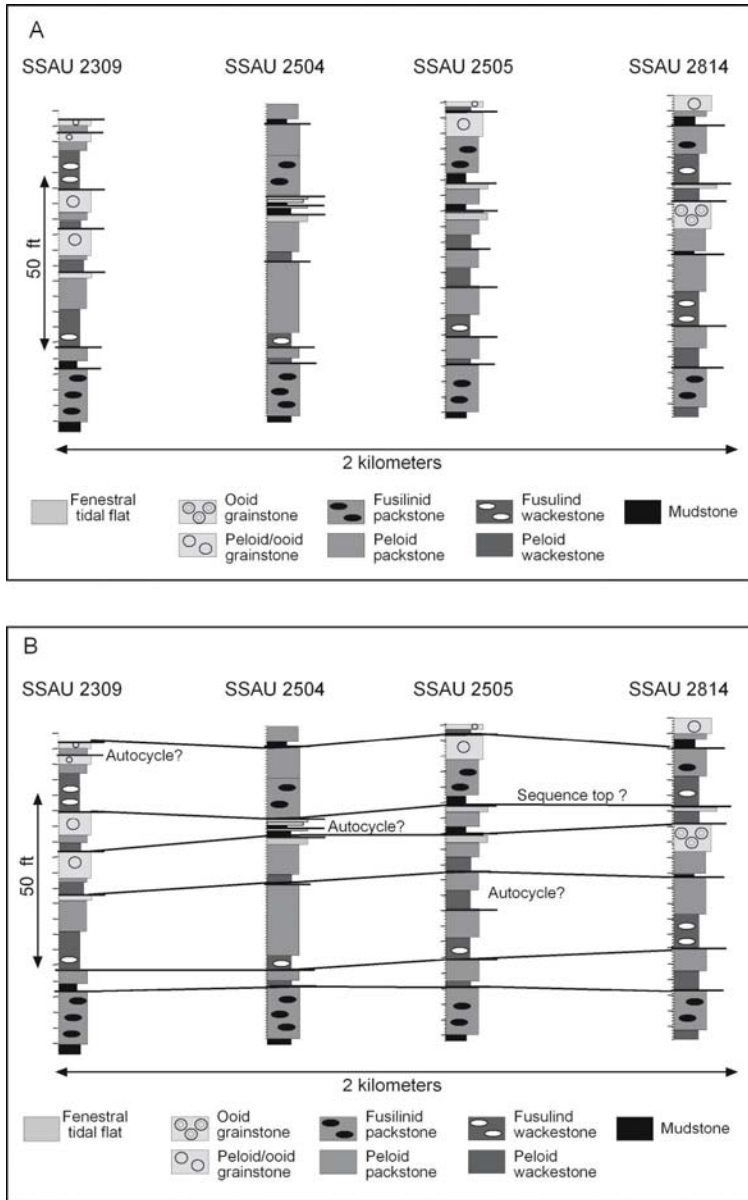 A
SSAU 2309 SSAU 2504 SSAU 2505 SSAU 2814
50 ft
2 kilometers
Fenestral tidal flat
Ooid grainstone
Peloid/ooid grainstone
Fusilinid packstone
Peloid packstone
Fusulind wackestone
Peloid wackestone
Mudstone
B
SSAU 2309 SSAU 2504 SSAU 2505 SSAU 2814
Autocycle?
Sequence top ?
Autocycle?
50 ft
Autocycle?
2 kilometers
Fenestral tidal flat
Ooid grainstone
Peloid/ooid grainstone
Fusilinid packstone
Peloid packstone
Fusulind wackestone
Peloid wackestone
Mudstone